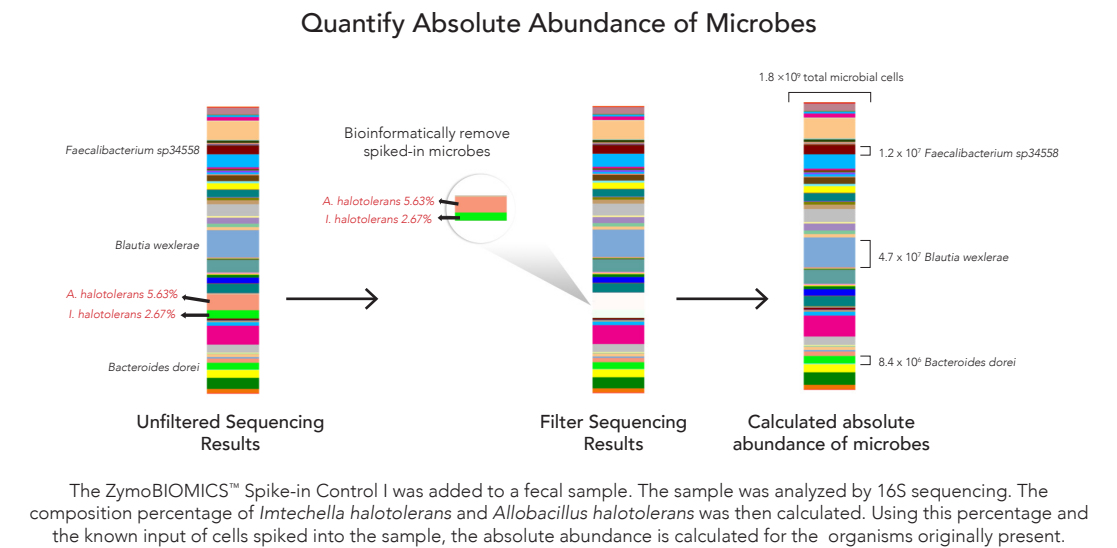 Quantify Absolute Abundance of Microbes
1.8 ×10⁹ total microbial cells
Bioinformatically remove
spiked-in microbes
Faecalibacterium sp34558
Blautia wexlerae
A. halotolerans 5.63%
I. halotolerans 2.67%
Bacteroides dorei
A. halotolerans 5.63%
I. halotolerans 2.67%
1.2 x 10⁷ Faecalibacterium sp34558
4.7 x 10⁷ Blautia wexlerae
8.4 x 10⁶ Bacteroides dorei
Unfiltered Sequencing
Results
Filter Sequencing
Results
Calculated absolute
abundance of microbes
The ZymoBIOMICS™ Spike-in Control I was added to a fecal sample. The sample was analyzed by 16S sequencing. The
composition percentage of Imtechella halotolerans and Allobacillus halotolerans was then calculated. Using this percentage and
the known input of cells spiked into the sample, the absolute abundance is calculated for the organisms originally present.